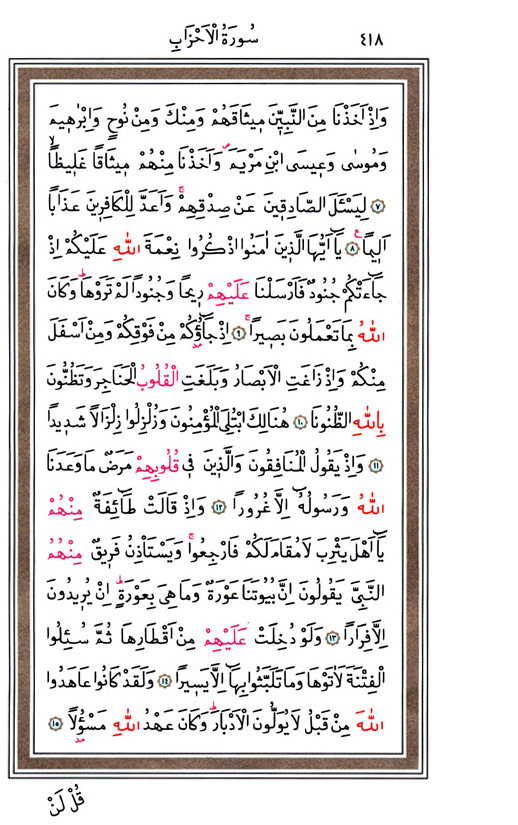 سُورَةُ الْاَحْزَابِ ٤١٨
وَاِذْ اَخَذْنَا مِنَ النَّبِيّٖنَ مٖيثَاقَهُمْ وَمِنْكَ وَمِنْ نُوحٍ وَاِبْرٰهٖيمَ
وَمُوسٰى وَعٖيسَى ابْنِ مَرْيَمَ ۖ وَاَخَذْنَا مِنْهُمْ مٖيثَاقًا غَلٖيظًاۙ
﴿٧﴾ لِيَسْـَٔلَ الصَّادِقٖينَ عَنْ صِدْقِهِمْۚ وَاَعَدَّ لِلْكَافِرٖينَ عَذَابًا
اَلٖيمًاࣖ ﴿٨﴾ يَٓا اَيُّهَا الَّذٖينَ اٰمَنُوا اذْكُرُوا نِعْمَةَ اللّٰهِ عَلَيْكُمْ اِذْ
جَٓاءَتْكُمْ جُنُودٌ فَاَرْسَلْنَا عَلَيْهِمْ رٖيحًا وَجُنُودًا لَمْ تَرَوْهَاؕ وَكَانَ
اللّٰهُ بِمَا تَعْمَلُونَ بَصٖيرًاۚ ﴿٩﴾ اِذْ جَٓاؤُ۫كُمْ مِنْ فَوْقِكُمْ وَمِنْ اَسْفَلَ
مِنْكُمْ وَاِذْ زَاغَتِ الْاَبْصَارُ وَبَلَغَتِ الْقُلُوبُ الْحَنَاجِرَ وَتَظُنُّونَ
بِاللّٰهِ الظُّنُونَا ﴿١٠﴾ هُنَالِكَ ابْتُلِيَ الْمُؤْمِنُونَ وَزُلْزِلُوا زِلْزَالًا شَدٖيدًا
﴿١١﴾ وَاِذْ يَقُولُ الْمُنَافِقُونَ وَالَّذٖينَ فٖي قُلُوبِهِمْ مَرَضٌ مَا وَعَدَنَا
اللّٰهُ وَرَسُولُهُٓ اِلَّا غُرُورًا ﴿١٢﴾ وَاِذْ قَالَتْ طَٓائِفَةٌ مِنْهُمْ
يَٓا اَهْلَ يَثْرِبَ لَا مُقَامَ لَكُمْ فَارْجِعُواۚ وَيَسْتَاْذِنُ فَرٖيقٌ مِنْهُمُ
النَّبِيَّ يَقُولُونَ اِنَّ بُيُوتَنَا عَوْرَةٌ وَمَا هِيَ بِعَوْرَةٍؕ اِنْ يُرٖيدُونَ
اِلَّا فِرَارًا ﴿١٣﴾ وَلَوْ دُخِلَتْ عَلَيْهِمْ مِنْ اَقْطَارِهَا ثُمَّ سُئِلُوا
الْفِتْنَةَ لَاٰتَوْهَا وَمَا تَلَبَّثُوا بِهَٓا اِلَّا يَسٖيرًا ﴿١٤﴾ وَلَقَدْ كَانُوا عَاهَدُوا
اللّٰهَ مِنْ قَبْلُ لَا يُوَلُّونَ الْاَدْبَارَؕ وَكَانَ عَهْدُ اللّٰهِ مَسْؤُ۫لًا ﴿١٥﴾
قُلْ لَنْ